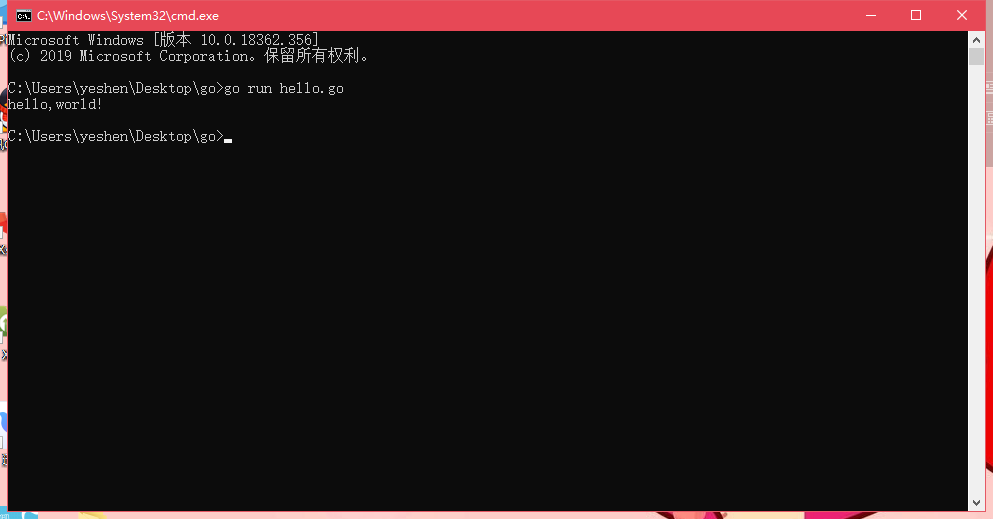 C:\Windows\System32\cmd.exe
Microsoft Windows [版本 10.0.18362.356]
(c) 2019 Microsoft Corporation。保留所有权利。
C:\Users\yeshen\Desktop\go>go run hello.go
hello,world!
C:\Users\yeshen\Desktop\go>